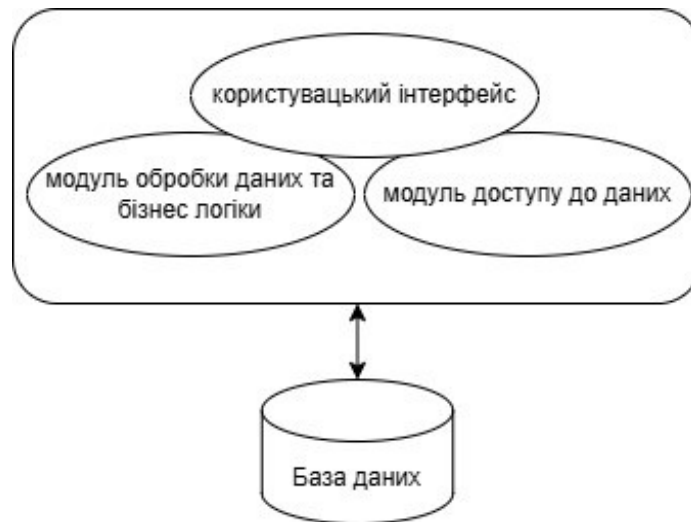 користувацький інтерфейс
модуль обробки даних та
бізнес логіки
модуль доступу до даних
База даних